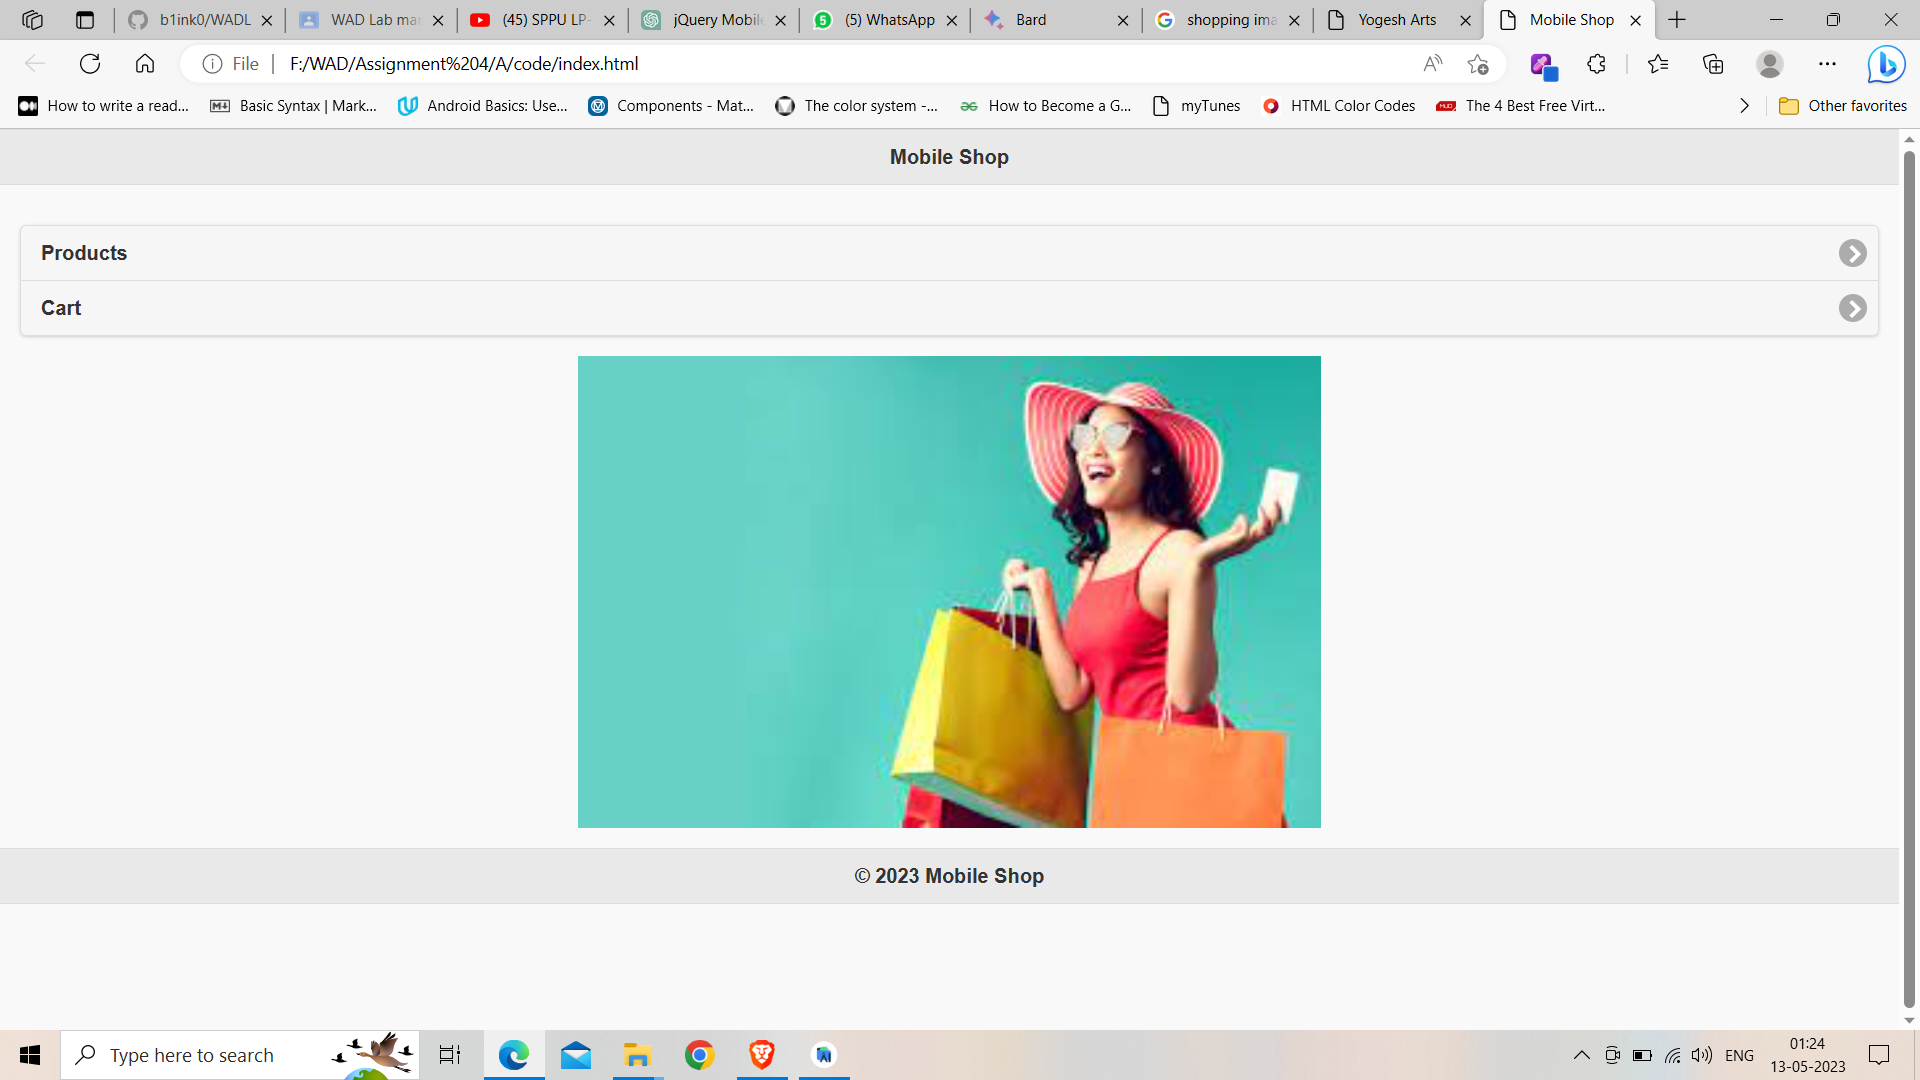 b1ink0/WADL
WAD Lab ma
(45) SPPU LP-
jQuery Mobile
(5) WhatsApp
Bard
shopping ima
Yogesh Arts
Mobile Shop
File
F:/WAD/Assignment%204/A/code/index.html
How to write a read...
Basic Syntax | Mark...
Android Basics: Use...
Components - Mat...
The color system -...
How to Become a G...
myTunes
HTML Color Codes
The 4 Best Free Virt...
Other favorites
Mobile Shop
Products
Cart
© 2023 Mobile Shop
Type here to search
ENG
01:24
13-05-2023